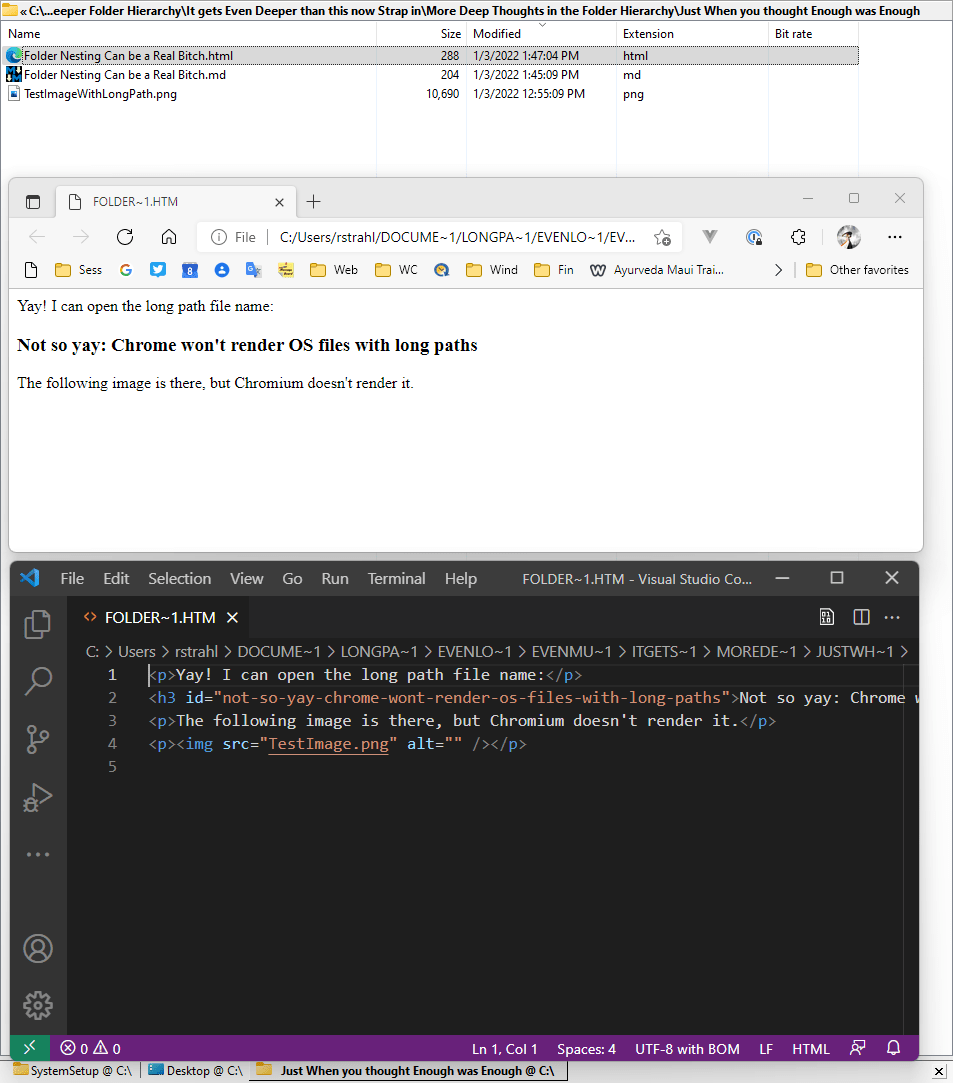 « C:\...eeper Folder Hierarchy\It gets Even Deeper than this now Strap in\More Deep Thoughts in the Folder Hierarchy\Just When you thought Enough was Enough
Name Size Modified Extension Bit rate
Folder Nesting Can be a Real Bitch.html 288 1/3/2022 1:47:04 PM html
Folder Nesting Can be a Real Bitch.md 204 1/3/2022 1:45:09 PM md
TestImageWithLongPath.png 10,690 1/3/2022 12:55:09 PM png
FOLDER~1.HTM
File C:/Users/rstrahl/DOCUME~1/LONGPA~1/EVENLO~1/EV...
Sess G 8 Web WC Wind Fin W Ayurveda Maui Trai... Other favorites
Yay! I can open the long path file name:
Not so yay: Chrome won't render OS files with long paths
The following image is there, but Chromium doesn't render it.
File Edit Selection View Go Run Terminal Help FOLDER~1.HTM - Visual Studio Co...
<> FOLDER~1.HTM
C: > Users > rstrahl > DOCUME~1 > LONGPA~1 > EVENLO~1 > EVENMU~1 > ITGETS~1 > MOREDE~1 > JUSTWH~1 >
1 <p>Yay! I can open the long path file name:</p>
2 <h3 id="not-so-yay-chrome-wont-render-os-files-with-long-paths">Not so yay: Chrome w
3 <p>The following image is there, but Chromium doesn't render it.</p>
4 <p><img src="TestImage.png" alt="" /></p>
5
0 0 Ln 1, Col 1 Spaces: 4 UTF-8 with BOM LF HTML
SystemSetup @ C:\ Desktop @ C:\ Just When you thought Enough was Enough @ C:\